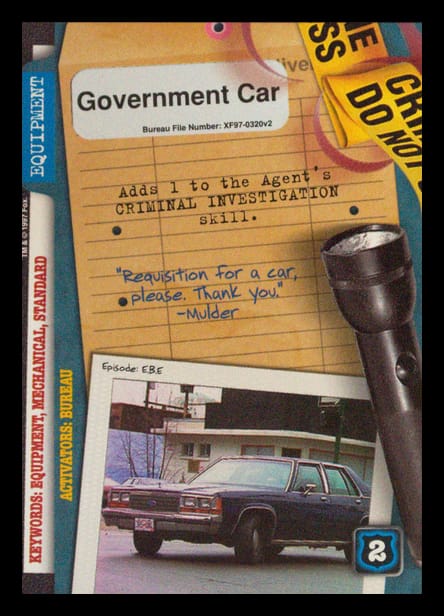 Government Car
Bureau File Number: XF97-0320v2
Adds 1 to the Agent's
CRIMINAL INVESTIGATION
skill.
"Requisition for a car,
please. Thank you."
-Mulder
Episode: E.B.E
2
EQUIPMENT
TM & © 1997 Fox.
KEYWORDS: EQUIPMENT, MECHANICAL, STANDARD
ACTIVATORS: BUREAU
DO NOT